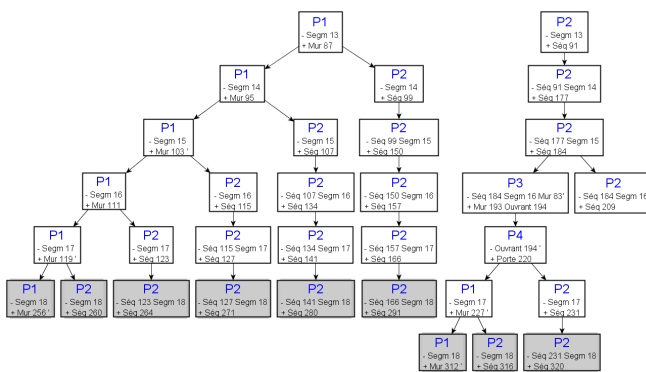 P1
- Segm 13
+ Mur 87
P2
- Segm 13
+ Séq 91
P1
- Segm 14
+ Mur 95
P2
- Segm 14
+ Séq 99
P2
- Séq 91 Segm 14
+ Séq 177
P1
- Segm 15
+ Mur 103 '
P2
- Segm 15
+ Séq 107
P2
- Séq 99 Segm 15
+ Séq 150
P2
- Séq 177 Segm 15
+ Séq 184
P1
- Segm 16
+ Mur 111
P2
- Segm 16
+ Séq 115
P2
- Séq 107 Segm 16
+ Séq 134
P2
- Séq 150 Segm 16
+ Séq 157
P3
- Séq 184 Segm 16 Mur 83'
+ Mur 193 Ouvrant 194
P2
- Séq 184 Segm 16
+ Séq 209
P1
- Segm 17
+ Mur 119 '
P2
- Segm 17
+ Séq 123
P2
- Séq 115 Segm 17
+ Séq 127
P2
- Séq 134 Segm 17
+ Séq 141
P2
- Séq 157 Segm 17
+ Séq 166
P4
- Ouvrant 194 '
+ Porte 220
P1
- Segm 18
+ Mur 256 '
P2
- Segm 18
+ Séq 260
P2
- Séq 123 Segm 18
+ Séq 264
P2
- Séq 127 Segm 18
+ Séq 271
P2
- Séq 141 Segm 18
+ Séq 280
P2
- Séq 166 Segm 18
+ Séq 291
P1
- Segm 17
+ Mur 227 '
P2
- Segm 17
+ Séq 231
P1
- Segm 18
+ Mur 312 '
P2
- Segm 18
+ Séq 316
P2
- Séq 231 Segm 18
+ Séq 320